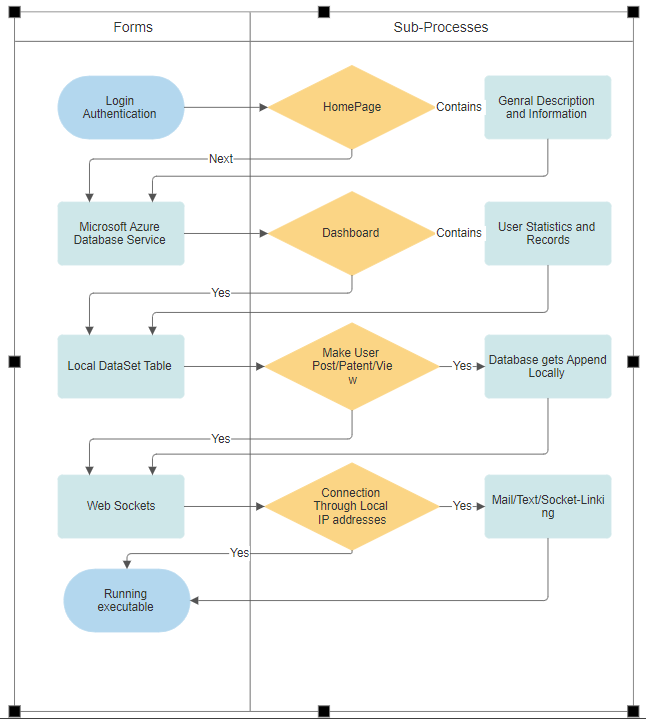 Forms
Sub-Processes
Login
Authentication
HomePage
Contains
Genral Description
and Information
Next
Microsoft Azure
Database Service
Dashboard
Contains
User Statistics and
Records
Yes
Local DataSet Table
Make User
Post/Patent/Vie
w
Yes
Database gets Append
Locally
Yes
Web Sockets
Connection
Through Local
IP addresses
Yes
Mail/Text/Socket-Linki
ng
Yes
Running
executable